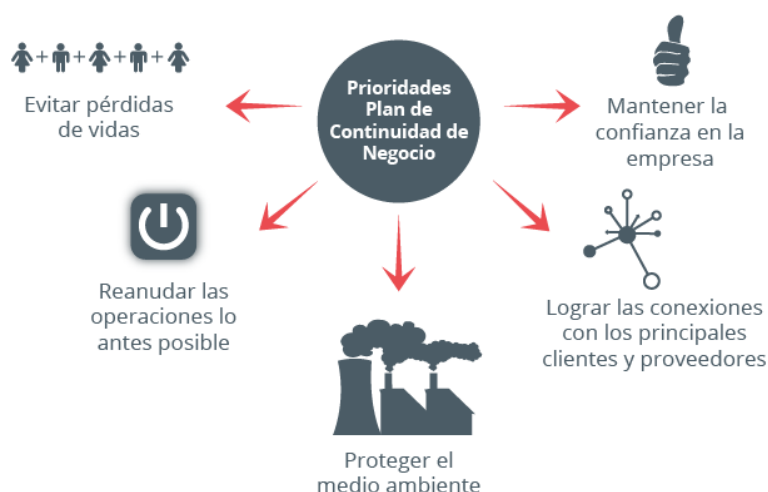 Prioridades
Plan de
Continuidad de
Negocio
Evitar pérdidas
de vidas
Mantener la
confianza en la
empresa
Reanudar las
operaciones lo
antes posible
Lograr las conexiones
con los principales
clientes y proveedores
Proteger el
medio ambiente